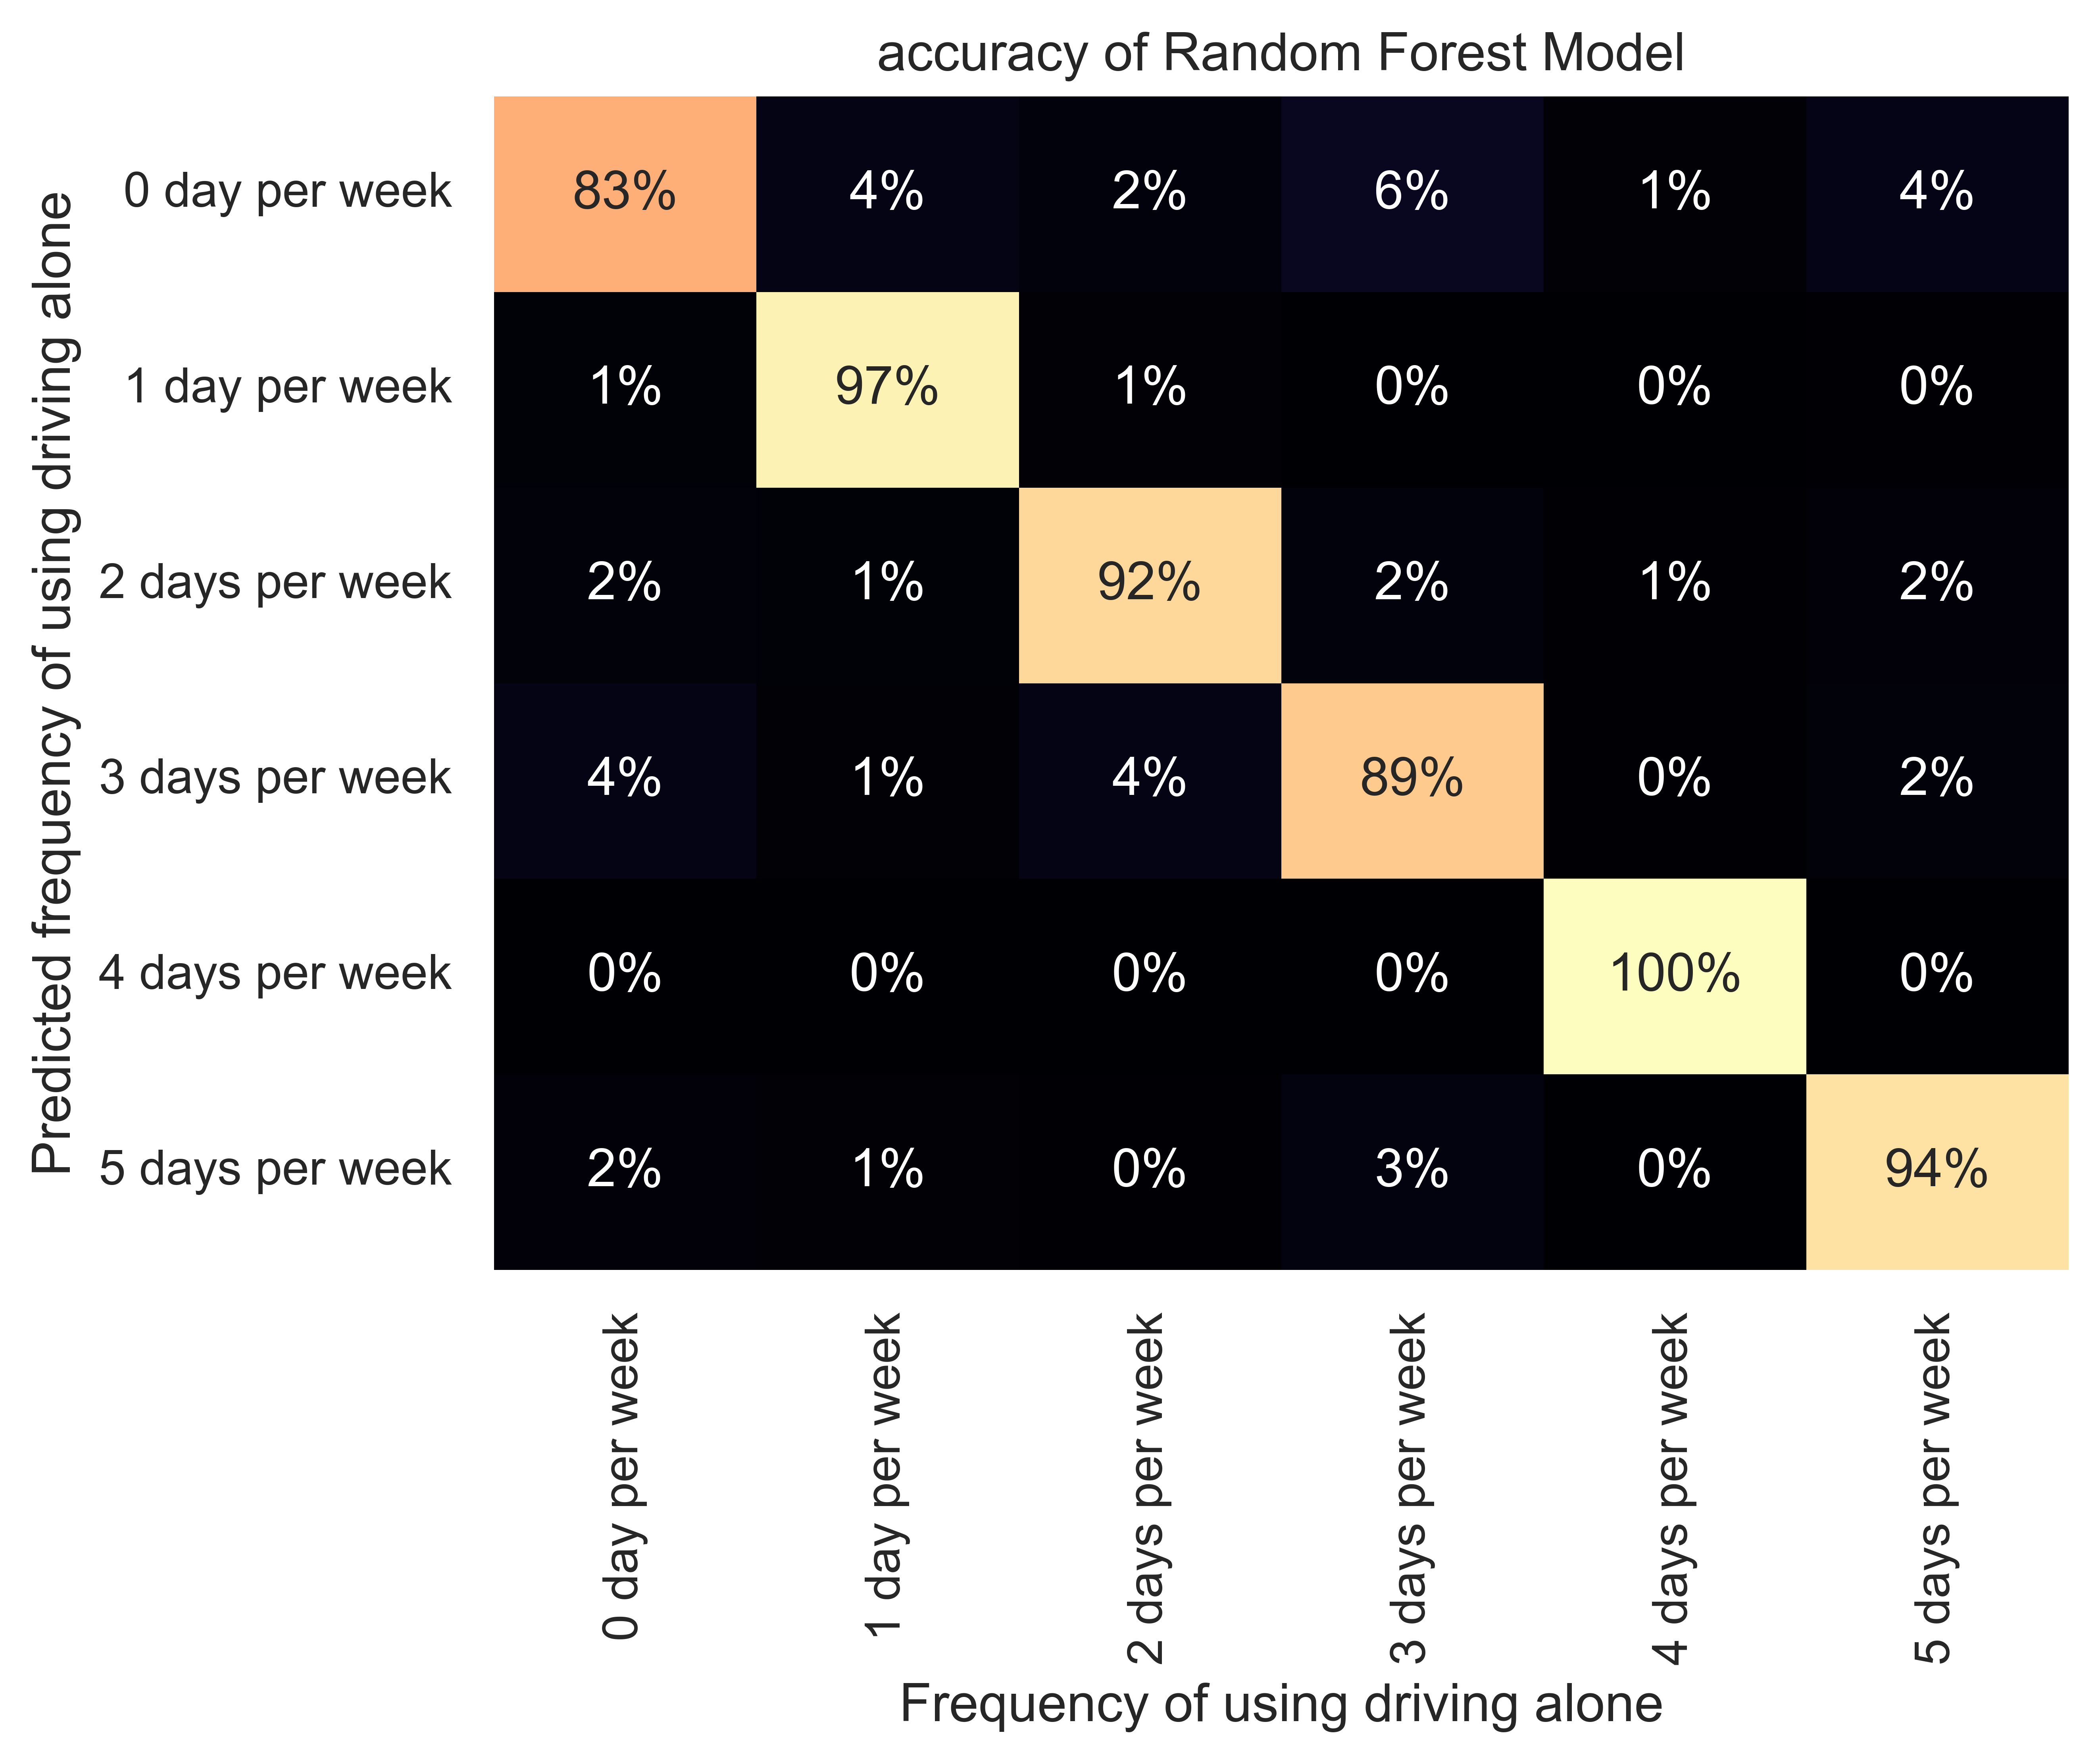 accuracy of Random Forest Model
Predicted frequency of using driving alone
0 day per week 83% 4% 2% 6% 1% 4%
1 day per week 1% 97% 1% 0% 0% 0%
2 days per week 2% 1% 92% 2% 1% 2%
3 days per week 4% 1% 4% 89% 0% 2%
4 days per week 0% 0% 0% 0% 100% 0%
5 days per week 2% 1% 0% 3% 0% 94%
0 day per week
1 day per week
2 days per week
3 days per week
4 days per week
5 days per week
Frequency of using driving alone